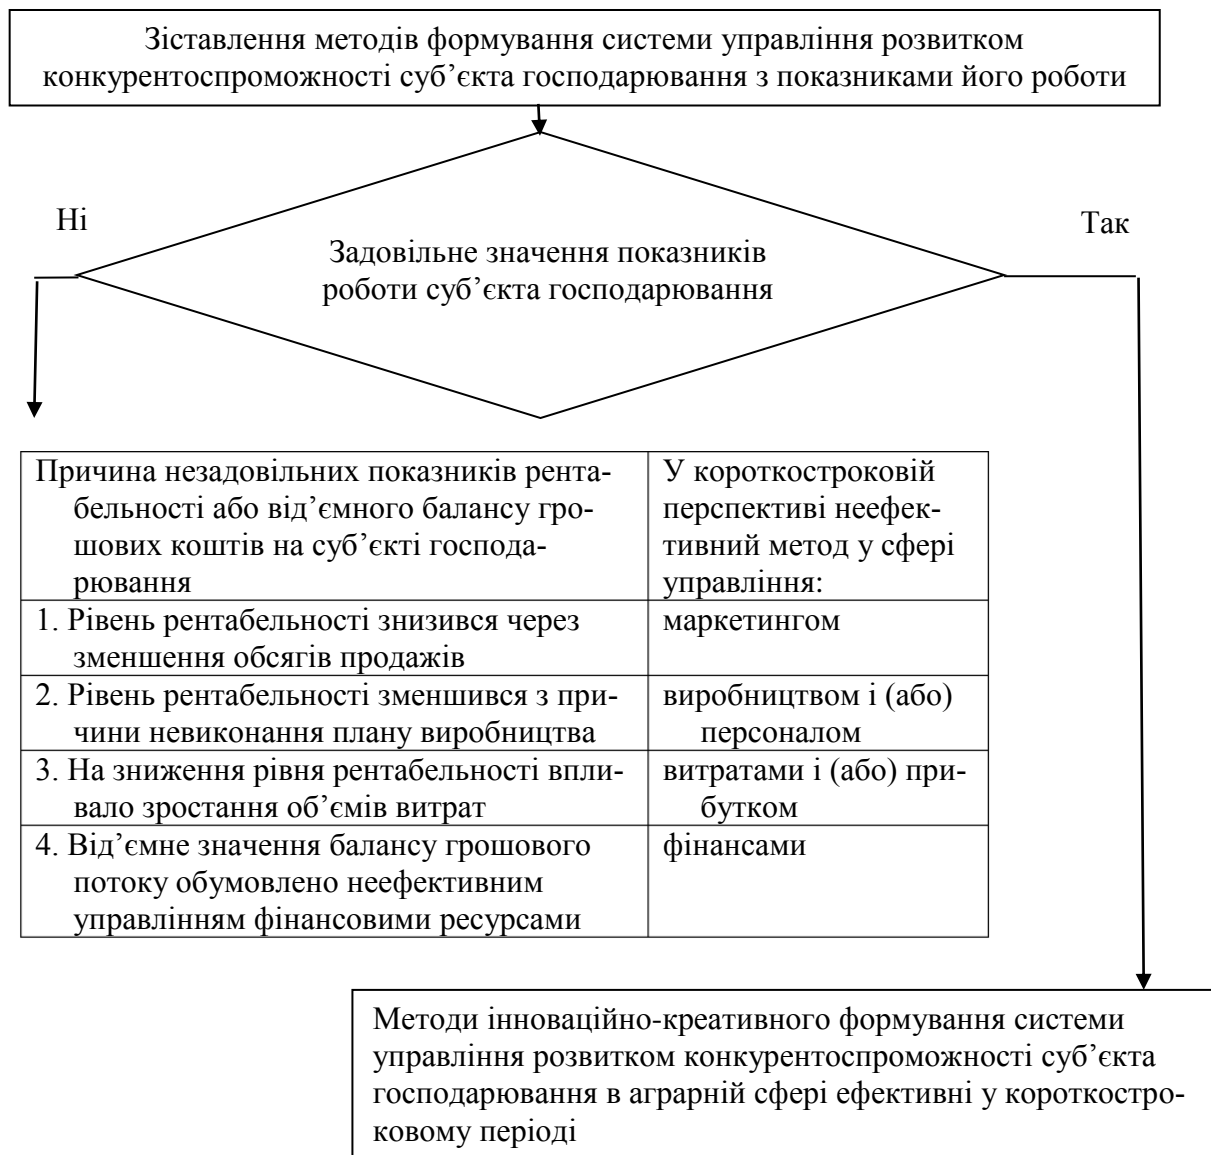 Зіставлення методів формування системи управління розвитком
конкурентоспроможності суб’єкта господарювання з показниками його роботи
Ні
Так
Задовільне значення показників
роботи суб’єкта господарювання
Причина незадовільних показників рента-
бельності або від’ємного балансу гро-
шових коштів на суб’єкті господа-
рювання
У короткостроковій
перспективі неефек-
тивний метод у сфері
управління:
1. Рівень рентабельності знизився через
зменшення обсягів продажів
маркетингом
2. Рівень рентабельності зменшився з при-
чини невиконання плану виробництва
виробництвом і (або)
персоналом
3. На зниження рівня рентабельності впли-
вало зростання об’ємів витрат
витратами і (або) при-
бутком
4. Від’ємне значення балансу грошового
потоку обумовлено неефективним
управлінням фінансовими ресурсами
фінансами
Методи інноваційно-креативного формування системи
управління розвитком конкурентоспроможності суб’єкта
господарювання в аграрній сфері ефективні у короткостро-
ковому періоді